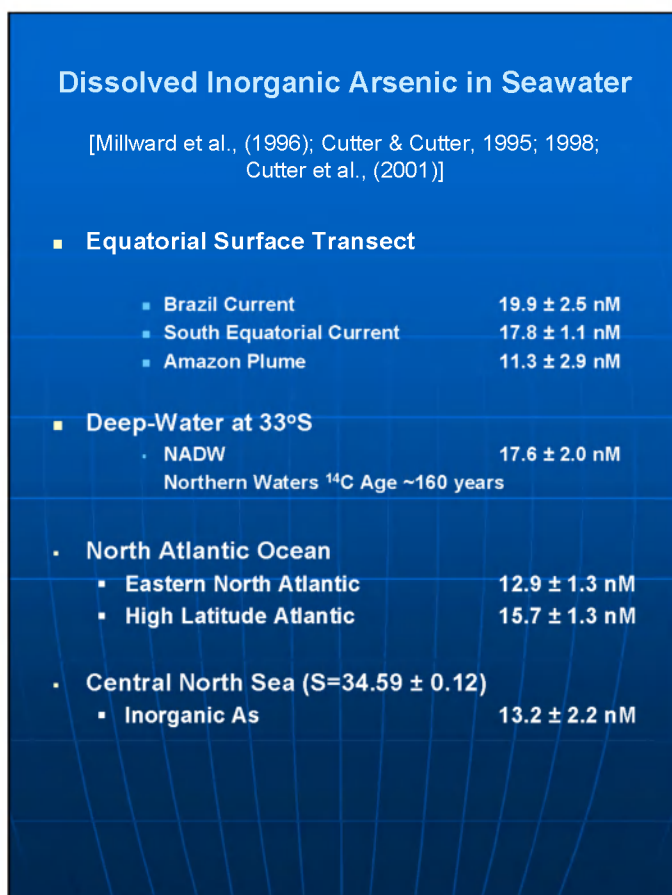 Dissolved Inorganic Arsenic in Seawater
[Millward et al., (1996); Cutter & Cutter, 1995; 1998;
Cutter et al., (2001)]
▪ Equatorial Surface Transect
▪ Brazil Current 19.9 ± 2.5 nM
▪ South Equatorial Current 17.8 ± 1.1 nM
▪ Amazon Plume 11.3 ± 2.9 nM
▪ Deep-Water at 33ºS
▪ NADW 17.6 ± 2.0 nM
Northern Waters ¹⁴C Age ~160 years
▪ North Atlantic Ocean
▪ Eastern North Atlantic 12.9 ± 1.3 nM
▪ High Latitude Atlantic 15.7 ± 1.3 nM
▪ Central North Sea (S=34.59 ± 0.12)
▪ Inorganic As 13.2 ± 2.2 nM